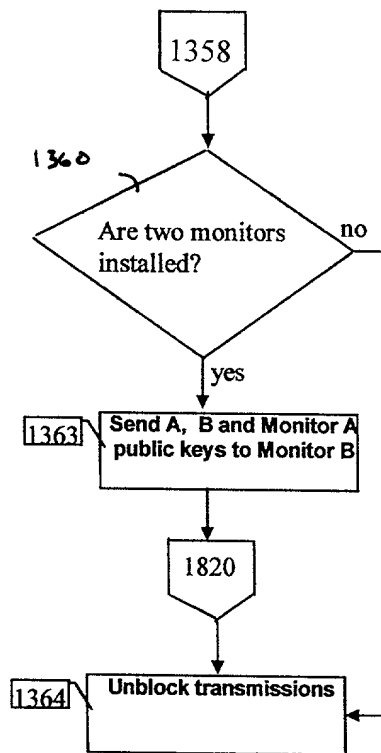 1358
1360
Are two monitors
installed?
no
yes
1363
Send A, B and Monitor A
public keys to Monitor B
1820
1364
Unblock transmissions